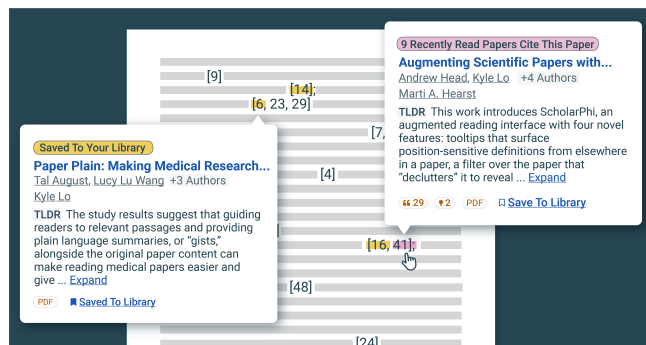 [9]
[14];
[6, 23, 29]
[7,
[4]
[16, 41];
[48]
[24]
Saved To Your Library
Paper Plain: Making Medical Research...
Tal August, Lucy Lu Wang +3 Authors
Kyle Lo
TLDR The study results suggest that guiding
readers to relevant passages and providing
plain language summaries, or “gists,”
alongside the original paper content can
make reading medical papers easier and
give ... Expand
PDF Saved To Library
9 Recently Read Papers Cite This Paper
Augmenting Scientific Papers with...
Andrew Head, Kyle Lo +4 Authors
Marti A. Hearst
TLDR This work introduces ScholarPhi, an
augmented reading interface with four novel
features: tooltips that surface
position-sensitive definitions from elsewhere
in a paper, a filter over the paper that
“declutters” it to reveal ... Expand
29 2 PDF Save To Library